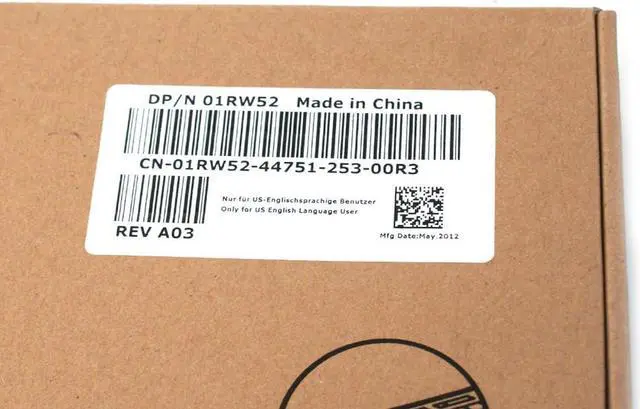 DP/N 01RW52 Made in China
CN-01RW52-44751-253-00R3
Nur für US-Englischsprachige Benutzer
Only for US English Language User
REV A03
Mfg Date:May.2012